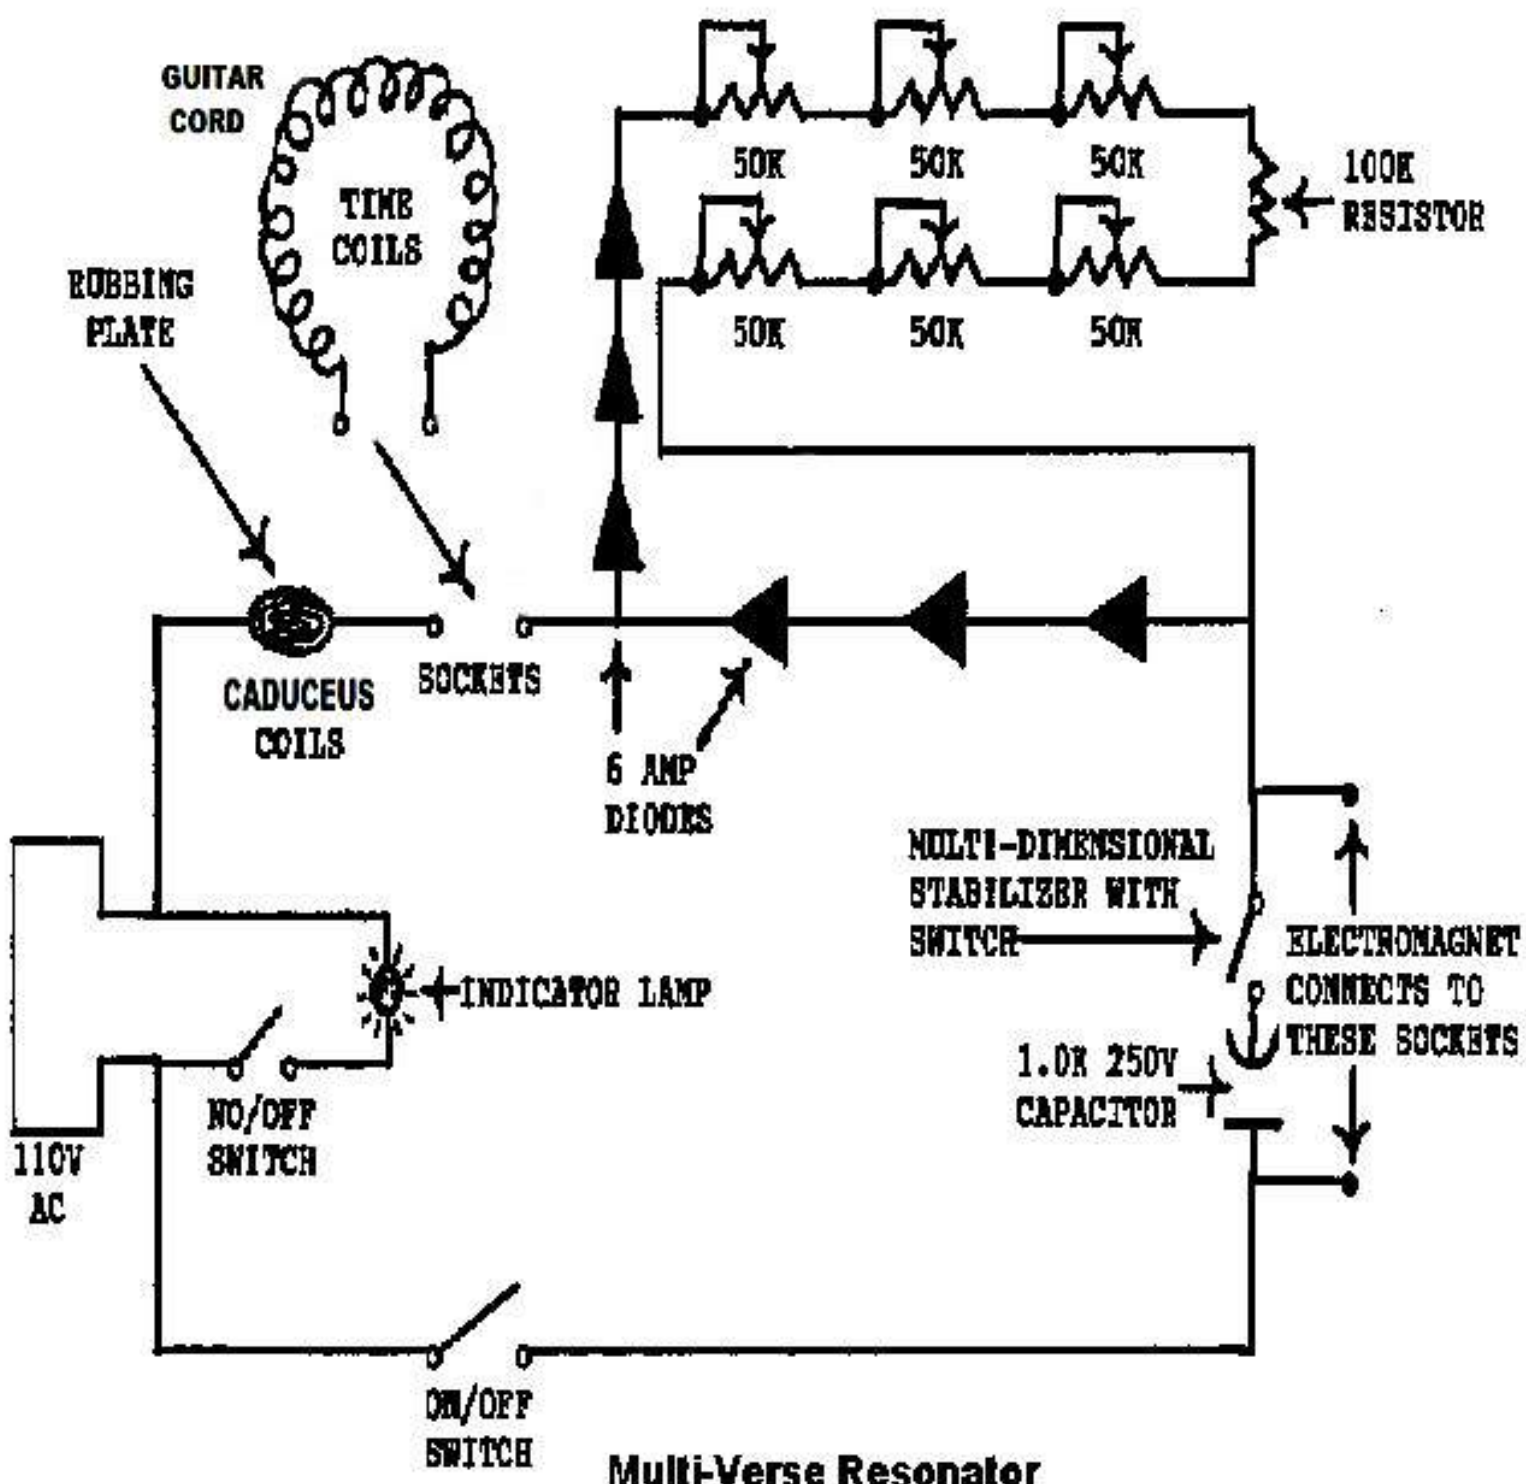 GUITAR
CORD
TIME
COILS
RUBBING
PLATE
50K
50K
50K
100K
RESISTOR
50K
50K
50K
CADUCEUS
COILS
SOCKETS
6 AMP
DIODES
MULTI-DIMENSIONAL
STABILIZER WITH
SWITCH
ELECTROMAGNET
CONNECTS TO
THESE SOCKETS
INDICATOR LAMP
1.0K 250V
CAPACITOR
NO/OFF
SWITCH
110V
AC
ON/OFF
SWITCH
Multi-Verse Resonator